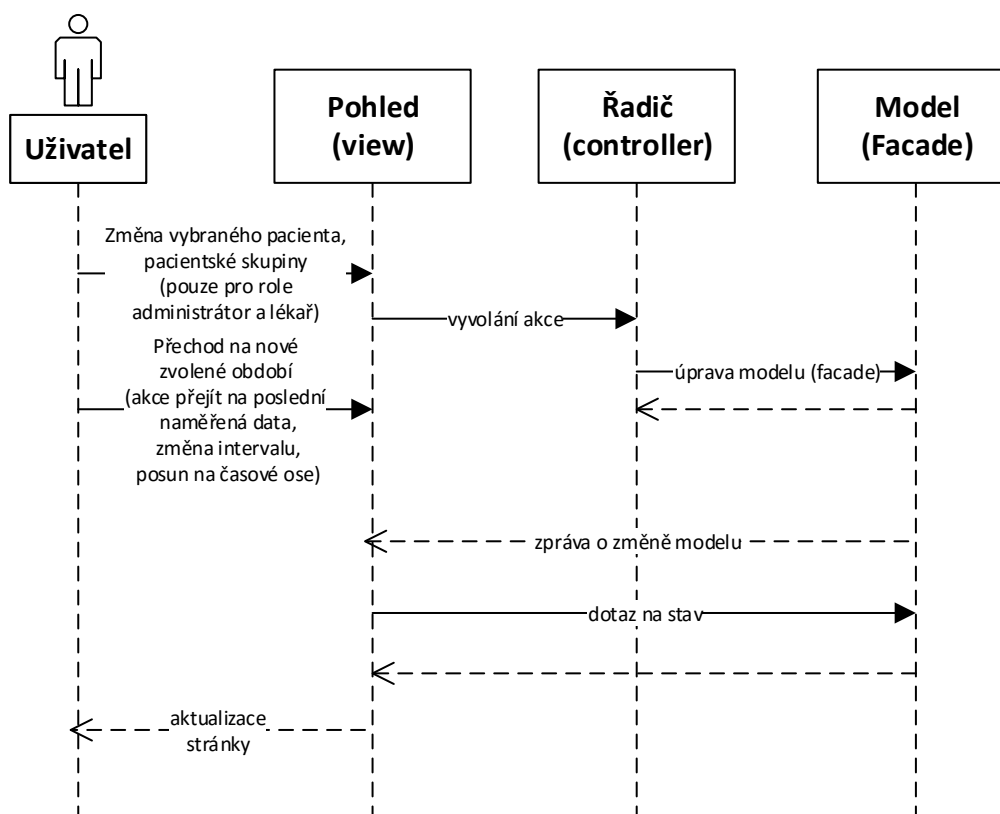 Uživatel
Pohled
(view)
Řadič
(controller)
Model
(Facade)
Změna vybraného pacienta,
pacientské skupiny
(pouze pro role
administrátor a lékař)
vyvolání akce
Přechod na nové
zvolené období
(akce přejít na poslední
naměřená data,
změna intervalu,
posun na časové ose)
úprava modelu (facade)
zpráva o změně modelu
dotaz na stav
aktualizace
stránky